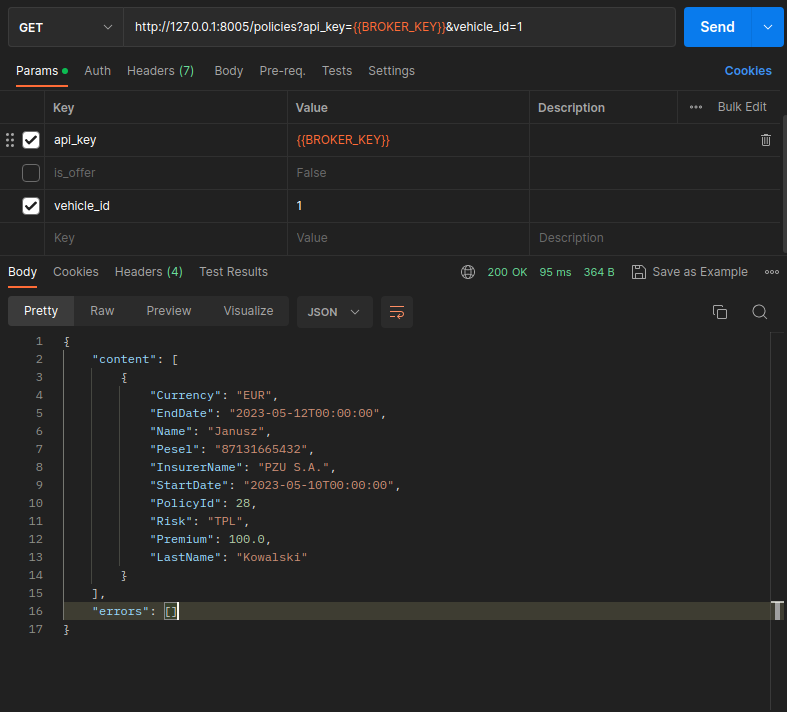 GET http://127.0.0.1:8005/policies?api_key={{BROKER_KEY}}&vehicle_id=1 Send
Params Auth Headers (7) Body Pre-req. Tests Settings Cookies
Key Value Description Bulk Edit
api_key {{BROKER_KEY}}
is_offer False
vehicle_id 1
Key Value Description
Body Cookies Headers (4) Test Results 200 OK 95 ms 364 B Save as Example
Pretty Raw Preview Visualize JSON
1 {
2 "content": [
3 {
4 "Currency": "EUR",
5 "EndDate": "2023-05-12T00:00:00",
6 "Name": "Janusz",
7 "Pesel": "87131665432",
8 "InsurerName": "PZU S.A.",
9 "StartDate": "2023-05-10T00:00:00",
10 "PolicyId": 28,
11 "Risk": "TPL",
12 "Premium": 100.0,
13 "LastName": "Kowalski"
14 }
15 ],
16 "errors": []
17 }